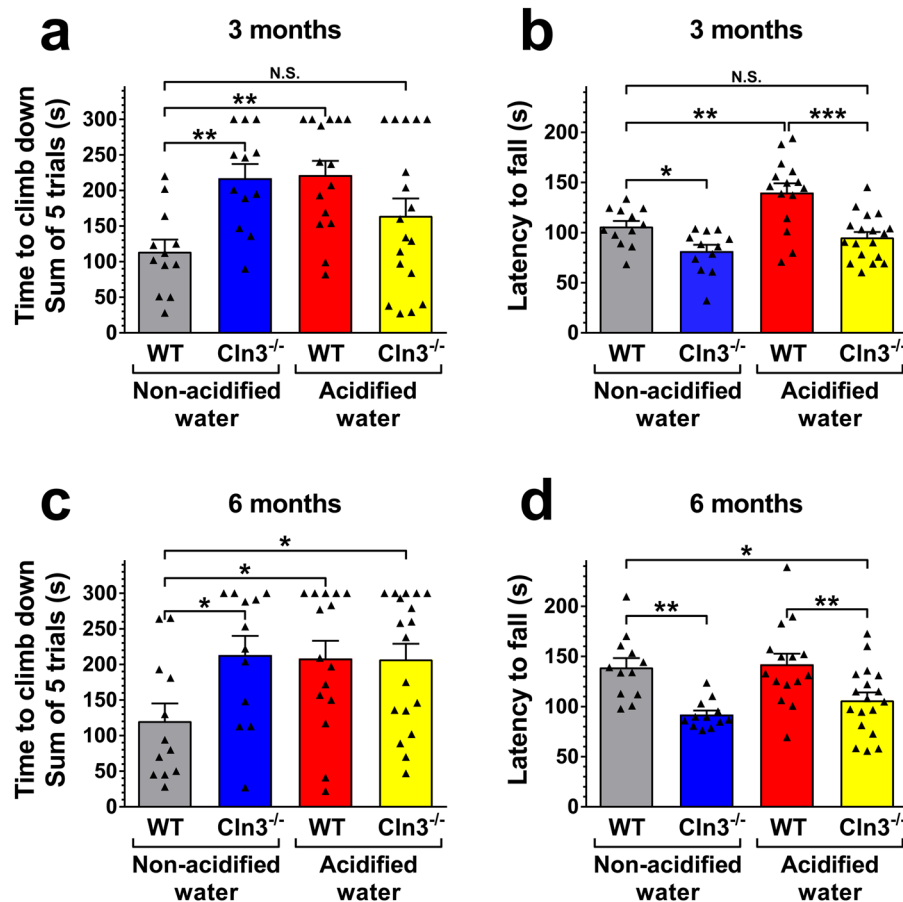 a
3 months
N.S.
**
**
Time to climb down
Sum of 5 trials (s)
300
250
200
150
100
50
0
WT
Cln3-/-
WT
Cln3-/-
Non-acidified
water
Acidified
water
b
3 months
N.S.
**
***
*
Latency to fall (s)
200
150
100
50
0
WT
Cln3-/-
WT
Cln3-/-
Non-acidified
water
Acidified
water
c
6 months
*
*
*
Time to climb down
Sum of 5 trials (s)
300
250
200
150
100
50
0
WT
Cln3-/-
WT
Cln3-/-
Non-acidified
water
Acidified
water
d
6 months
*
**
**
Latency to fall (s)
200
150
100
50
0
WT
Cln3-/-
WT
Cln3-/-
Non-acidified
water
Acidified
water